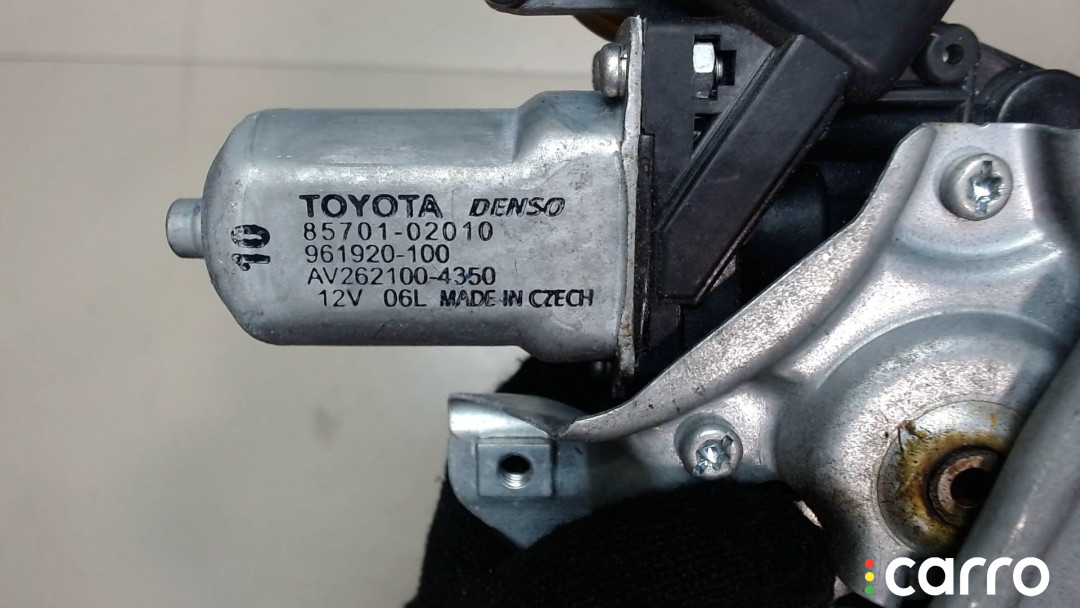 TOYOTA DENSO
85701-02010
961920-100
AV262100-4350
12V 06L MADE IN CZECH
10
carro